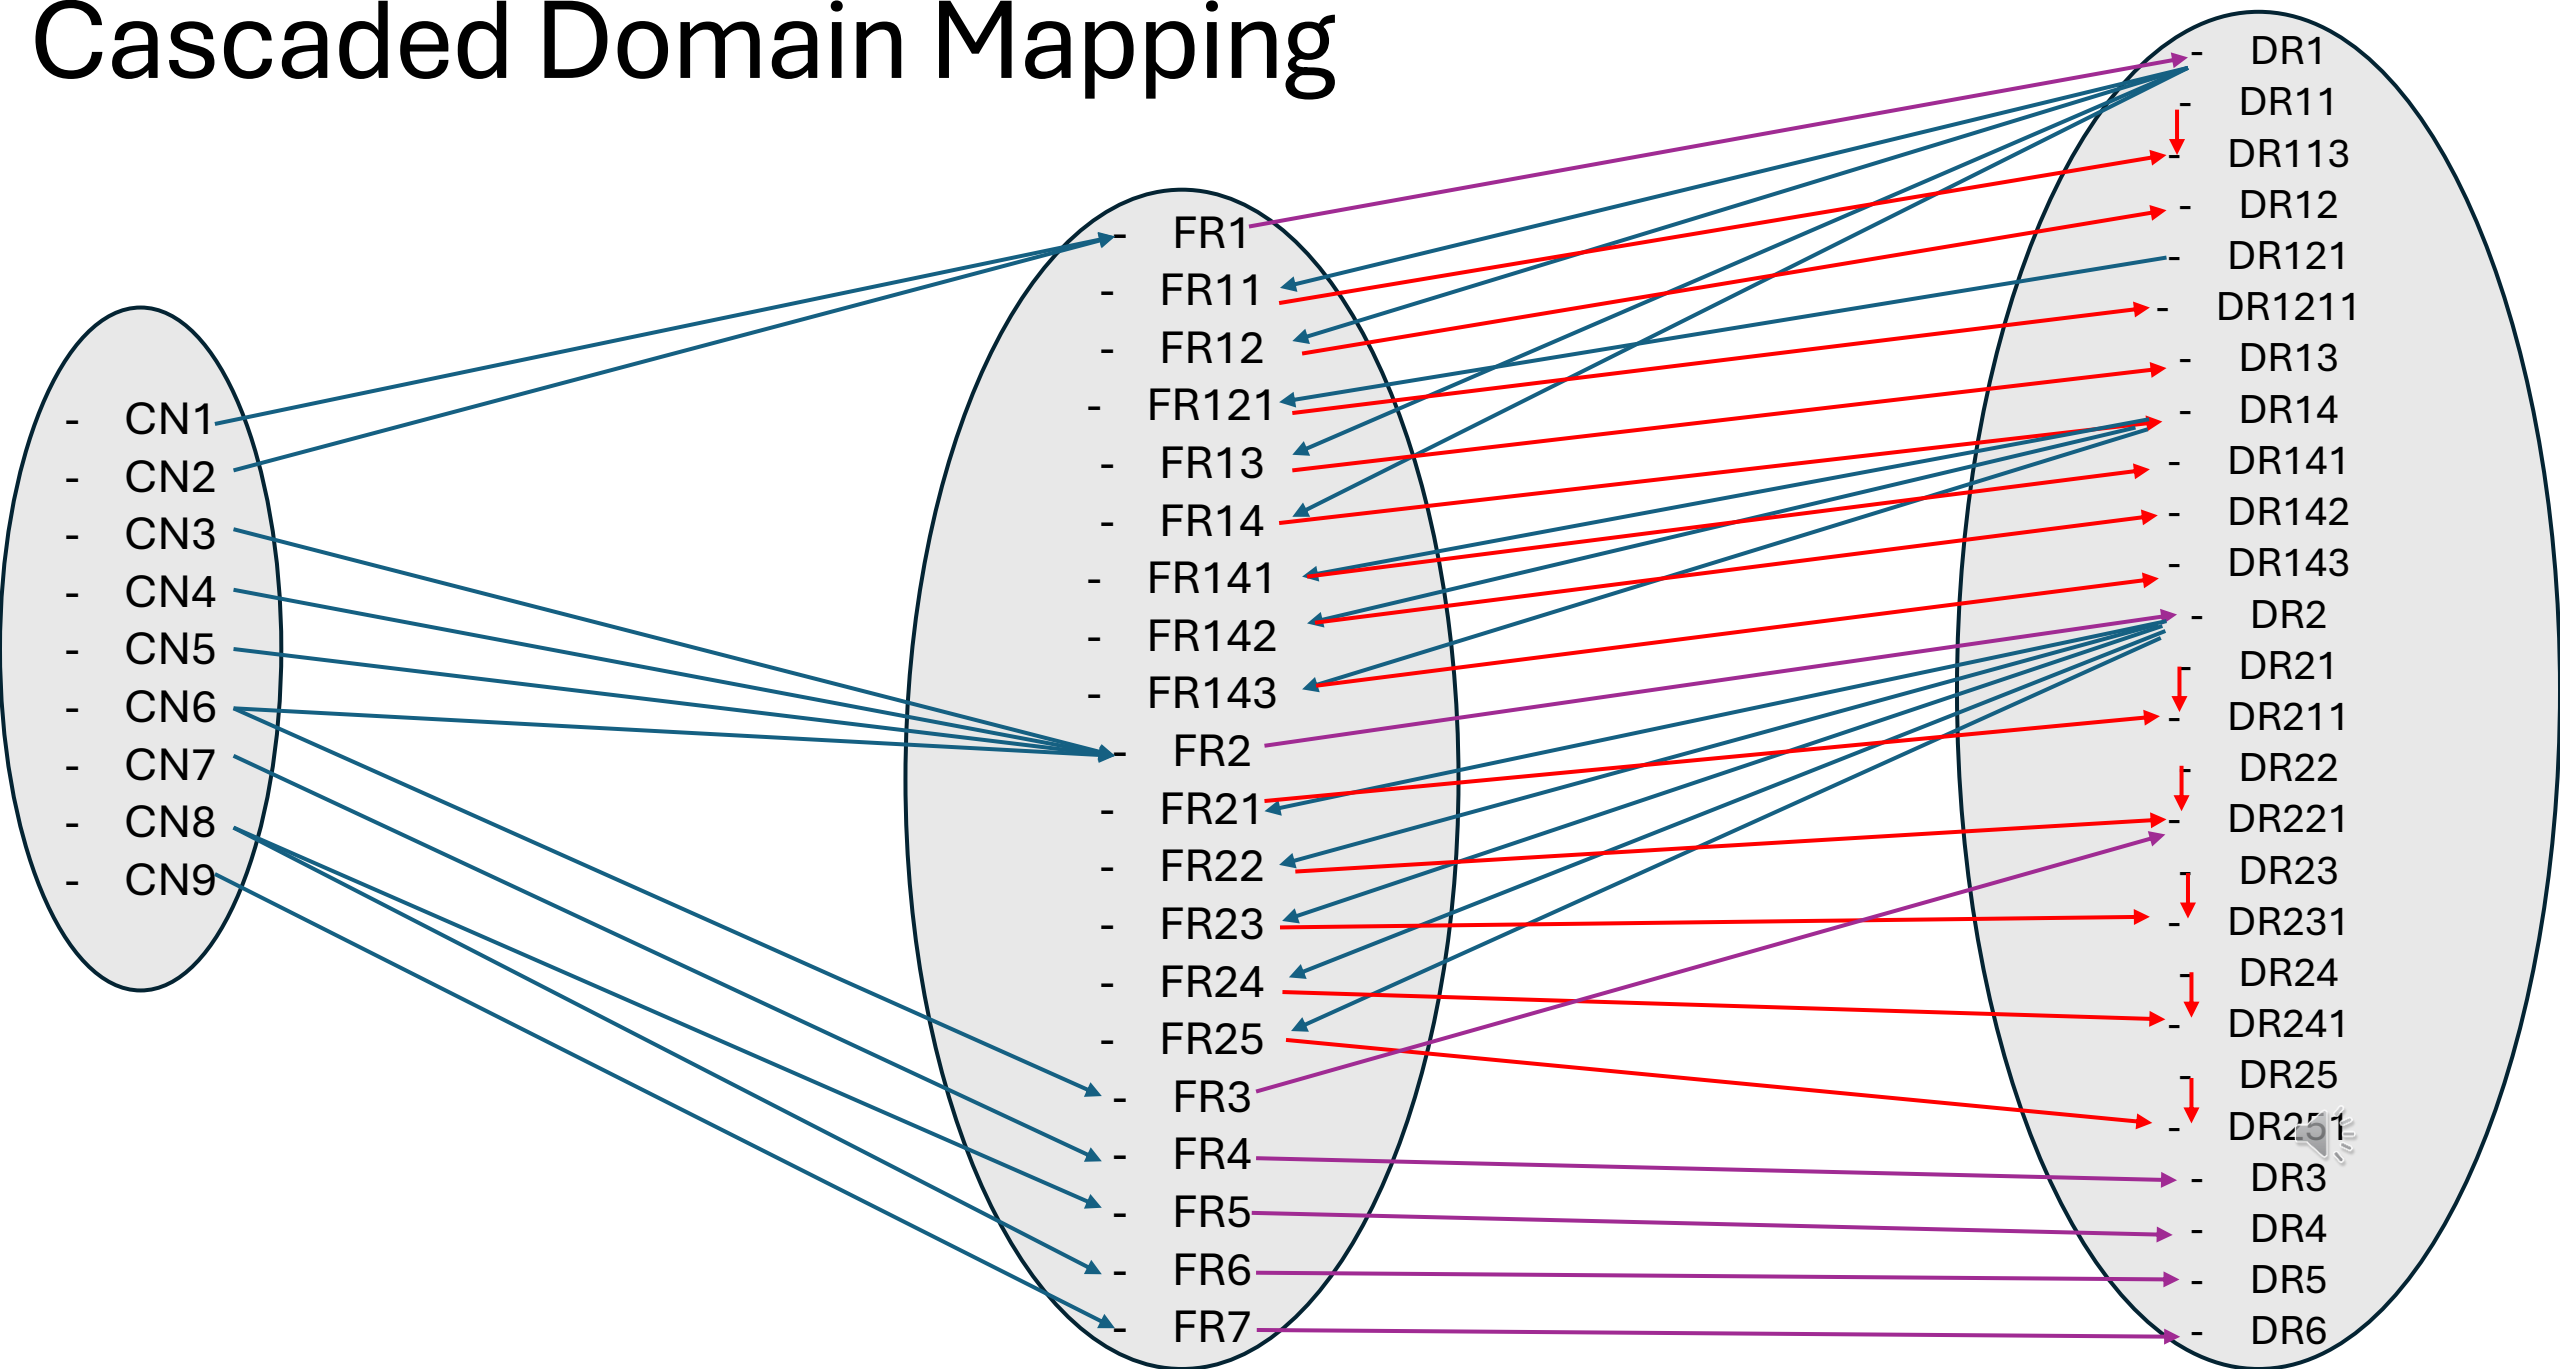 Cascaded Domain Mapping
- CN1
- CN2
- CN3
- CN4
- CN5
- CN6
- CN7
- CN8
- CN9
- FR1
- FR11
- FR12
- FR121
- FR13
- FR14
- FR141
- FR142
- FR143
- FR2
- FR21
- FR22
- FR23
- FR24
- FR25
- FR3
- FR4
- FR5
- FR6
- FR7
- DR1
- DR11
- DR113
- DR12
- DR121
- DR1211
- DR13
- DR14
- DR141
- DR142
- DR143
- DR2
- DR21
- DR211
- DR22
- DR221
- DR23
- DR231
- DR24
- DR241
- DR25
- DR251
- DR3
- DR4
- DR5
- DR6